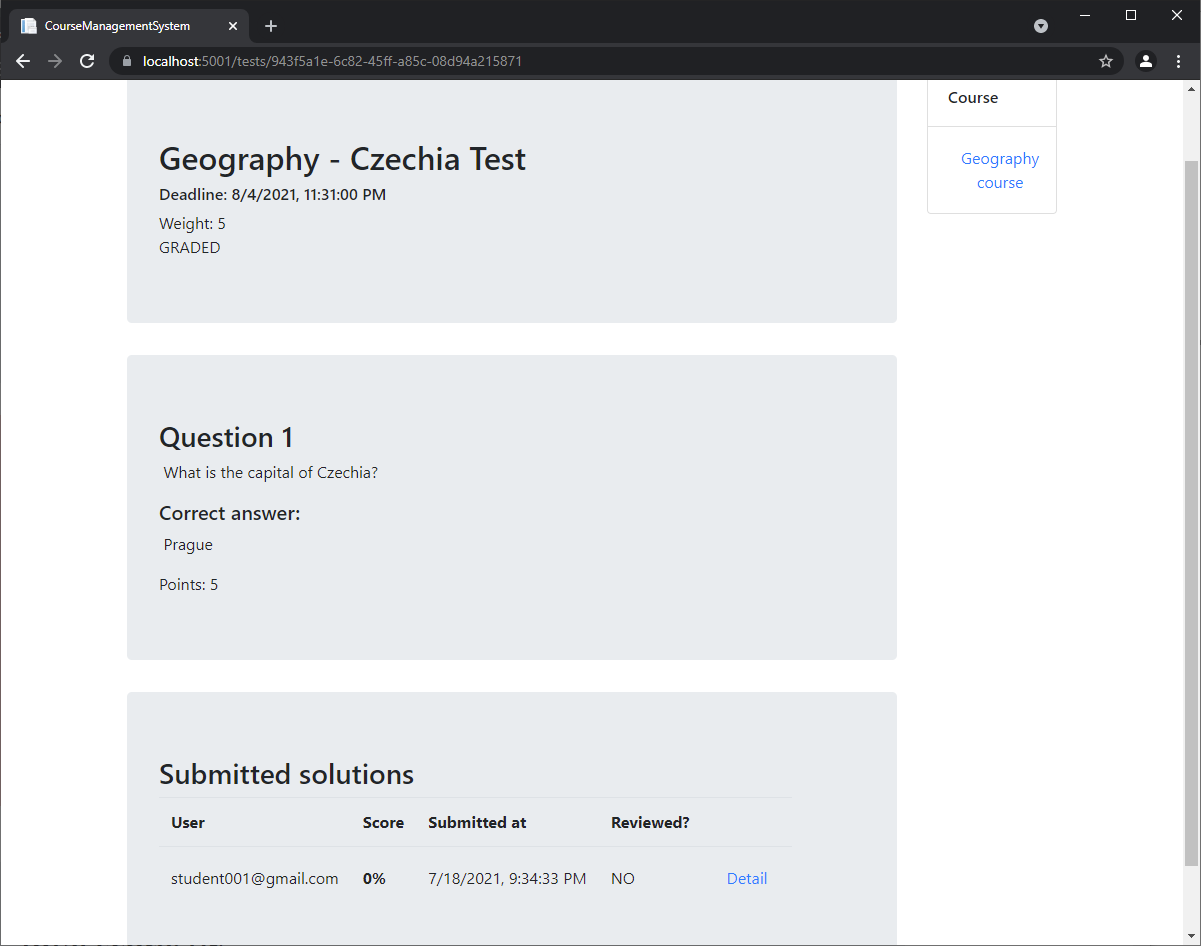 CourseManagementSystem
localhost:5001/tests/943f5a1e-6c82-45ff-a85c-08d94a215871
Course
Geography
course
Geography - Czechia Test
Deadline: 8/4/2021, 11:31:00 PM
Weight: 5
GRADED
Question 1
What is the capital of Czechia?
Correct answer:
Prague
Points: 5
Submitted solutions
User Score Submitted at Reviewed?
student001@gmail.com 0% 7/18/2021, 9:34:33 PM NO Detail